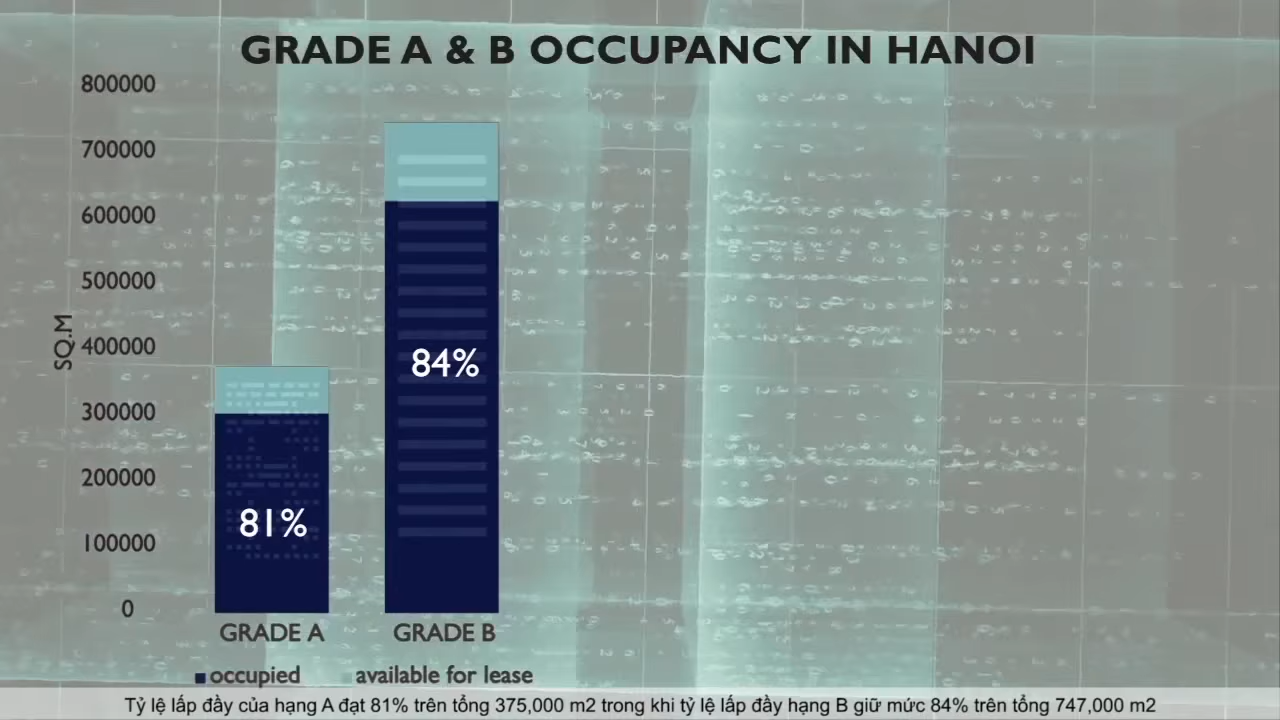 GRADE A & B OCCUPANCY IN HANOI
800000
700000
600000
500000
400000
300000
200000
100000
0
SQ.M
81%
84%
GRADE A
GRADE B
occupied
available for lease
Tỷ lệ lấp đầy của hạng A đạt 81% trên tổng 375,000 m2 trong khi tỷ lệ lấp đầy hạng B giữ mức 84% trên tổng 747,000 m2